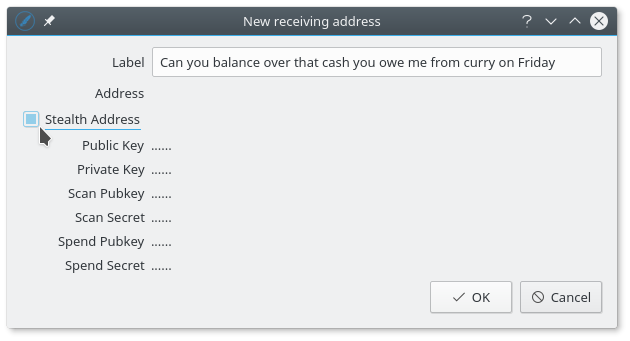 New receiving address
Label Can you balance over that cash you owe me from curry on Friday
Address
Stealth Address
Public Key ......
Private Key ......
Scan Pubkey ......
Scan Secret ......
Spend Pubkey ......
Spend Secret ......
OK Cancel